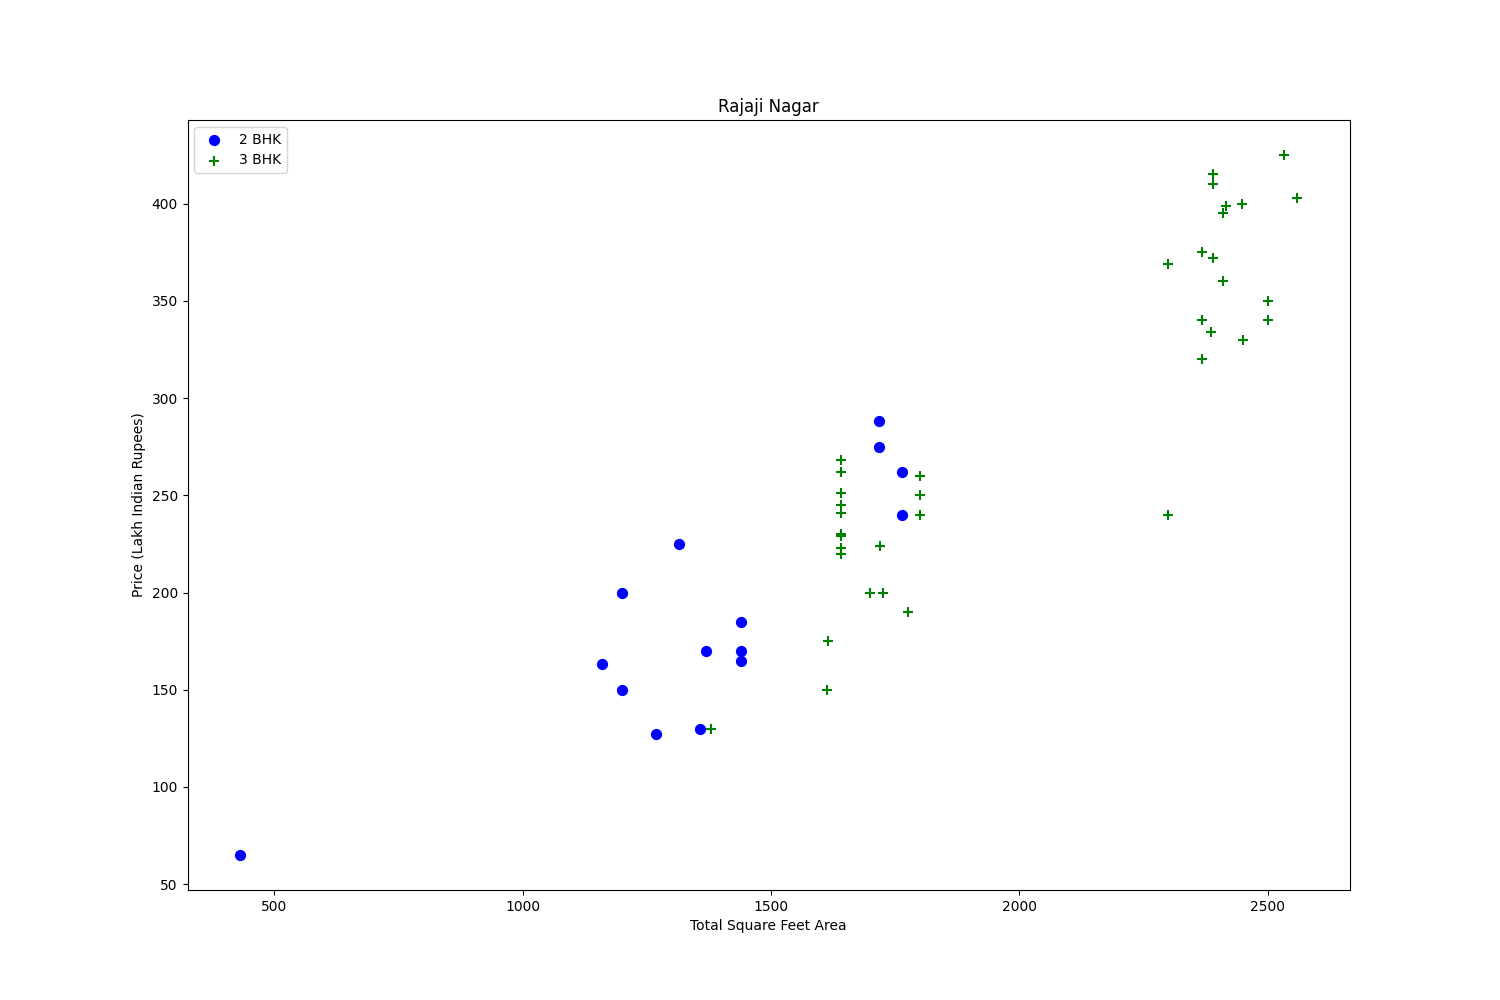 Rajaji Nagar
2 BHK
3 BHK
Price (Lakh Indian Rupees)
400
350
300
250
200
150
100
50
500 1000 1500 2000 2500
Total Square Feet Area